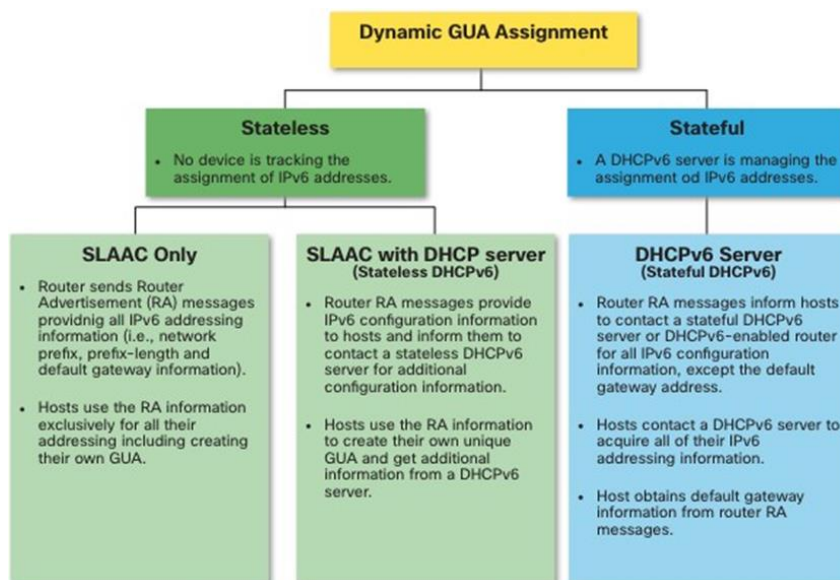 Dynamic GUA Assignment
Stateless
• No device is tracking the
assignment of IPv6 addresses.
Stateful
• A DHCPv6 server is managing the
assignment od IPv6 addresses.
SLAAC Only
• Router sends Router
Advertisement (RA) messages
providnig all IPv6 addressing
information (i.e., network
prefix, prefix-length and
default gateway information).
• Hosts use the RA information
exclusively for all their
addressing including creating
their own GUA.
SLAAC with DHCP server
(Stateless DHCPv6)
• Router RA messages provide
IPv6 configuration information
to hosts and inform them to
contact a stateless DHCPv6
server for additional
configuration information.
• Hosts use the RA information
to create their own unique
GUA and get additional
information from a DHCPv6
server.
DHCPv6 Server
(Stateful DHCPv6)
• Router RA messages inform hosts
to contact a stateful DHCPv6
server or DHCPv6-enabled router
for all IPv6 configuration
information, except the default
gateway address.
• Hosts contact a DHCPv6 server to
acquire all of their IPv6
addressing information.
• Host obtains default gateway
information from router RA
messages.